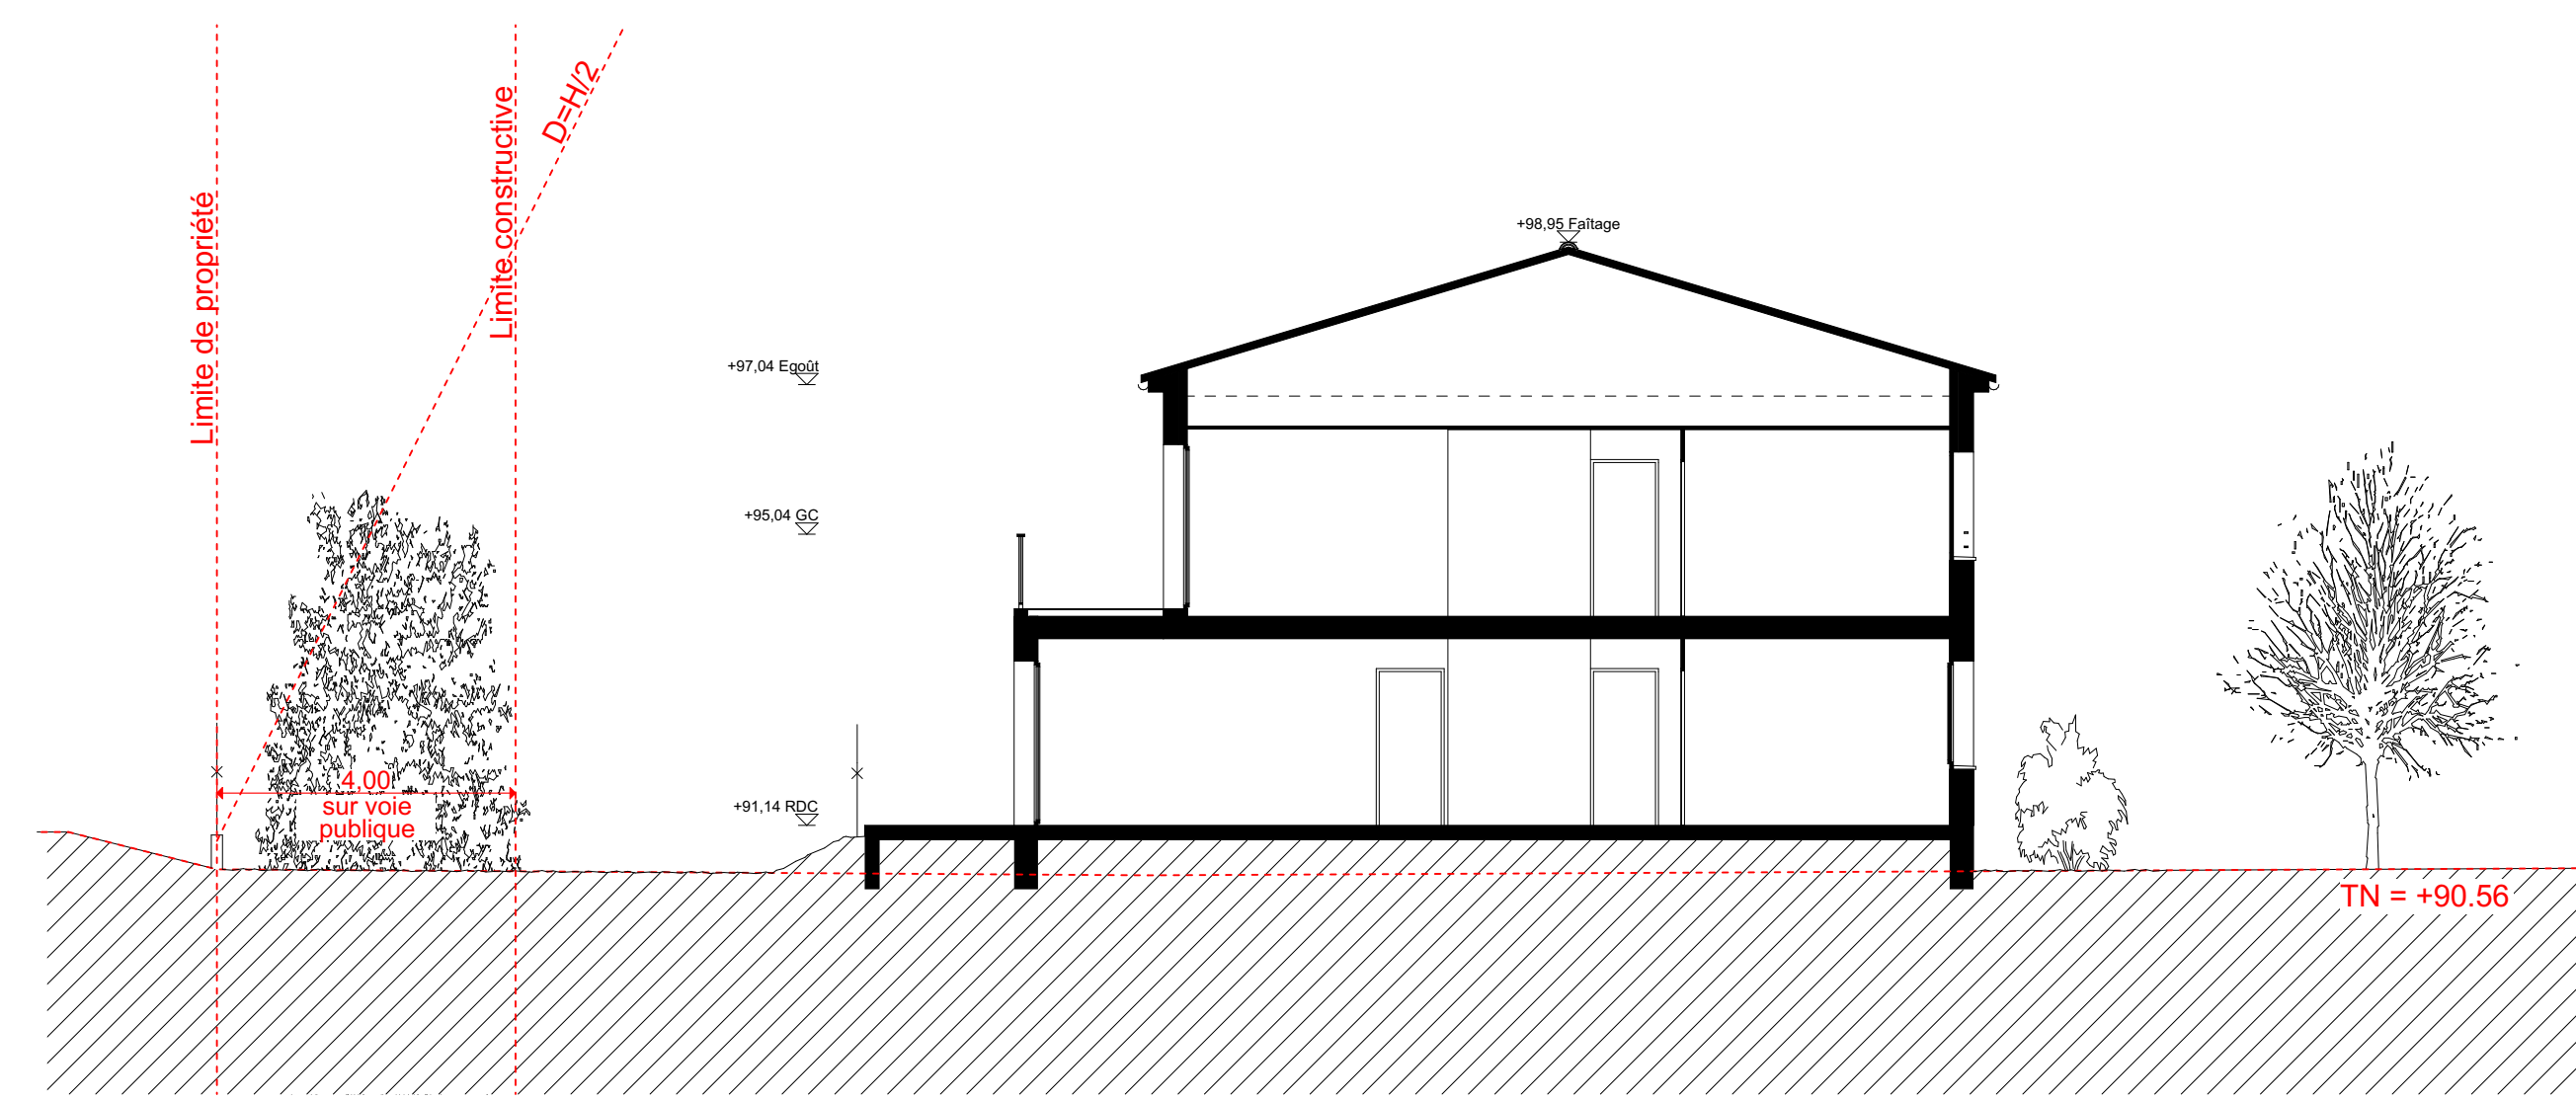 Limite de propriété
Limite constructive
D=H/2
+98,95 Faîtage
+97,04 Egoût
+95,04 GC
+91,14 RDC
4,00
sur voie
publique
TN = +90.56